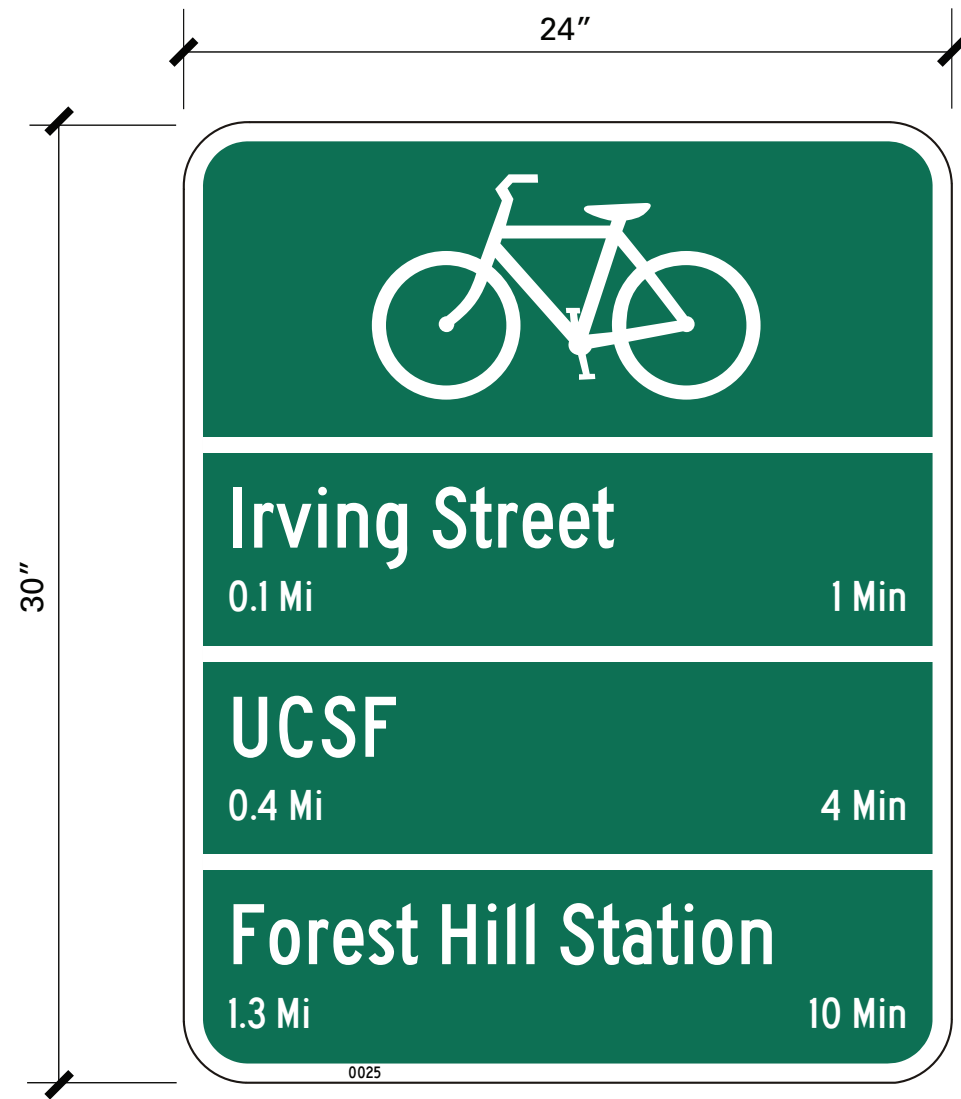 24″
30″
Irving Street
0.1 Mi 1 Min
UCSF
0.4 Mi 4 Min
Forest Hill Station
1.3 Mi 10 Min
0025